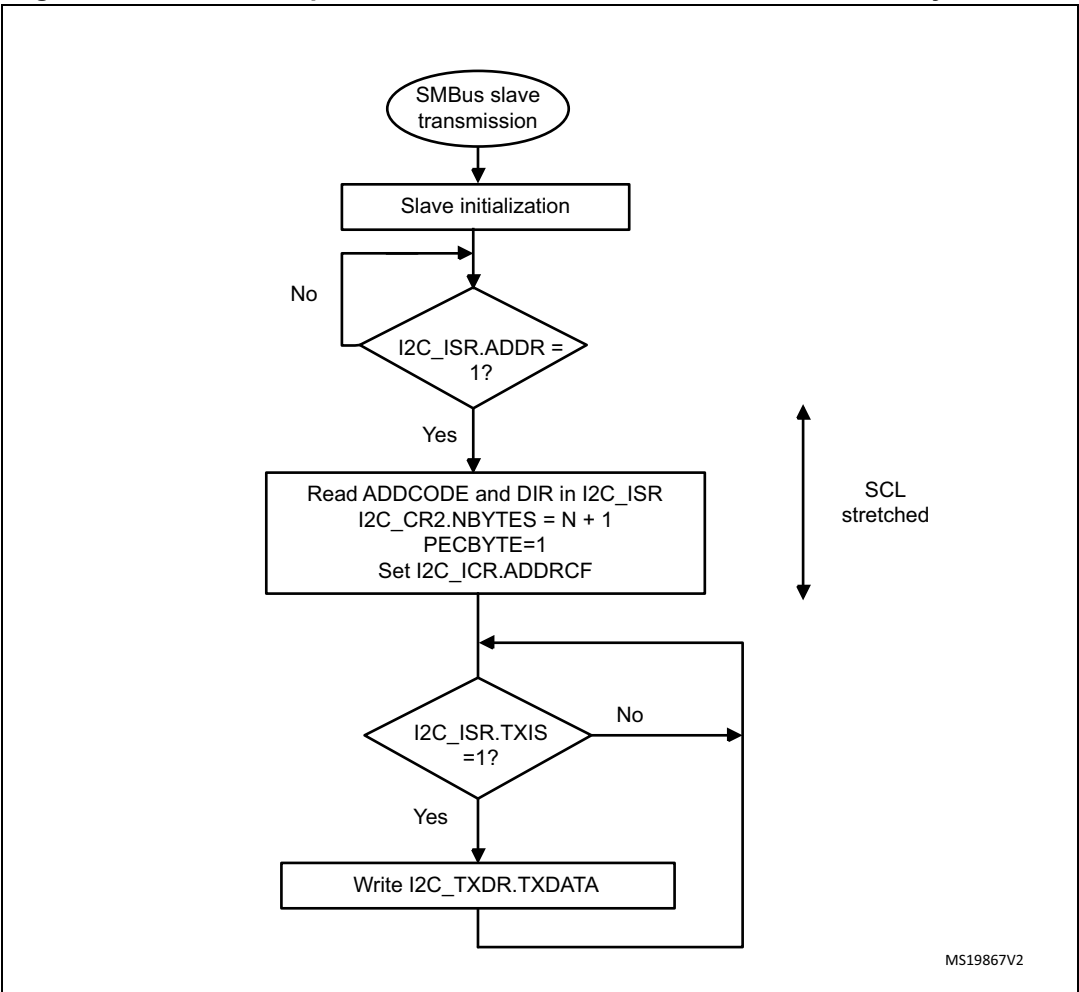 SMBus slave
transmission
Slave initialization
No
I2C_ISR.ADDR =
1?
Yes
Read ADDCODE and DIR in I2C_ISR
I2C_CR2.NBYTES = N + 1
PECBYTE=1
Set I2C_ICR.ADDRCF
SCL
stretched
I2C_ISR.TXIS
=1?
No
Yes
Write I2C_TXDR.TXDATA
MS19867V2